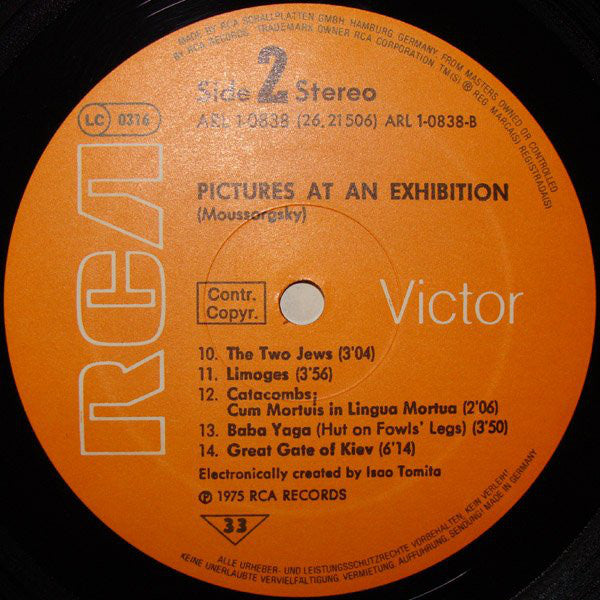 MADE BY RCA SCHALLPLATTEN GMBH HAMBURG, GERMANY, FROM MASTERS OWNED OR CONTROLLED
BY RCA RECORDS. TRADEMARK OWNER RCA CORPORATION TM(S) ® REG. MARCA(S) REGISTRADA(S)
Side 2 Stereo
ARL 1-0838 (26.21506) ARL 1-0838-B
LC 0316
RCA
PICTURES AT AN EXHIBITION
(Moussorgsky)
Contr.
Copyr.
Victor
10. The Two Jews (3'04)
11. Limoges (3'56)
12. Catacombs;
Cum Mortuis in Lingua Mortua (2'06)
13. Baba Yaga (Hut on Fowls' Legs) (3'50)
14. Great Gate of Kiev (6'14)
Electronically created by Isao Tomita
℗ 1975 RCA RECORDS
33
ALLE URHEBER- UND LEISTUNGSSCHUTZRECHTE VORBEHALTEN, KEIN VERLEIH!
KEINE UNERLAUBTE VERVIELFÄLTIGUNG, VERMIETUNG, AUFFÜHRUNG, SENDUNG! MADE IN GERMANY